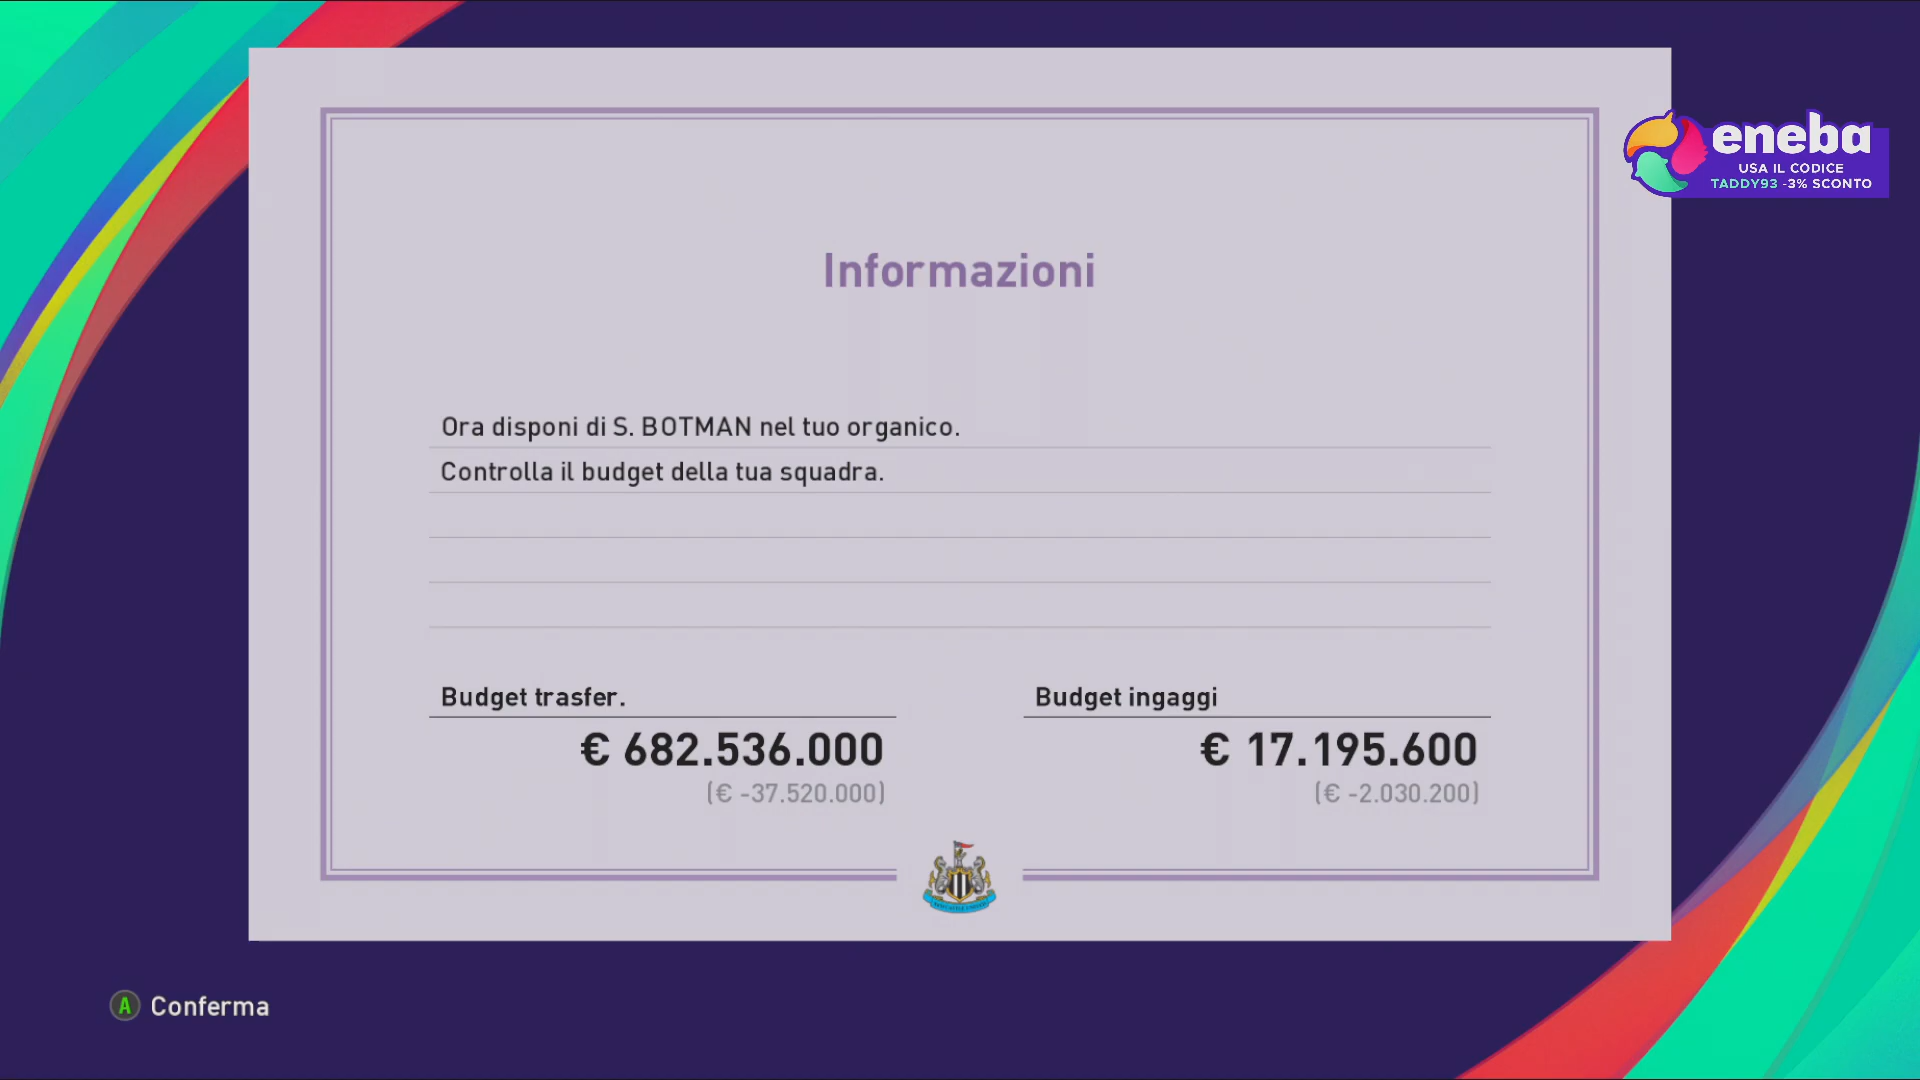 eneba
USA IL CODICE
TADDY93 -3% SCONTO
Informazioni
Ora disponi di S. BOTMAN nel tuo organico.
Controlla il budget della tua squadra.
Budget trasfer.
€ 682.536.000
(€ -37.520.000)
Budget ingaggi
€ 17.195.600
(€ -2.030.200)
A Conferma